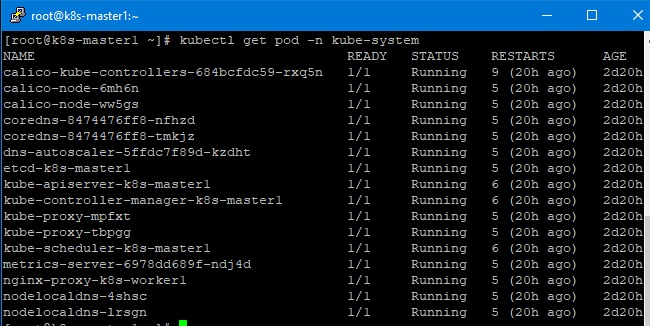 root@k8s-master1:~
[root@k8s-master1 ~]# kubectl get pod -n kube-system
NAME READY STATUS RESTARTS AGE
calico-kube-controllers-684bcfdc59-rxq5n 1/1 Running 9 (20h ago) 2d20h
calico-node-6mh6n 1/1 Running 5 (20h ago) 2d20h
calico-node-ww5gs 1/1 Running 5 (20h ago) 2d20h
coredns-8474476ff8-nfhzd 1/1 Running 5 (20h ago) 2d20h
coredns-8474476ff8-tmkjz 1/1 Running 5 (20h ago) 2d20h
dns-autoscaler-5ffdc7f89d-kzdht 1/1 Running 5 (20h ago) 2d20h
etcd-k8s-master1 1/1 Running 5 (20h ago) 2d20h
kube-apiserver-k8s-master1 1/1 Running 6 (20h ago) 2d20h
kube-controller-manager-k8s-master1 1/1 Running 6 (20h ago) 2d20h
kube-proxy-mpfxt 1/1 Running 5 (20h ago) 2d20h
kube-proxy-tbpgg 1/1 Running 5 (20h ago) 2d20h
kube-scheduler-k8s-master1 1/1 Running 6 (20h ago) 2d20h
metrics-server-6978dd689f-ndj4d 1/1 Running 5 (20h ago) 2d20h
nginx-proxy-k8s-worker1 1/1 Running 5 (20h ago) 2d20h
nodelocaldns-4shsc 1/1 Running 5 (20h ago) 2d20h
nodelocaldns-lrsgn 1/1 Running 5 (20h ago) 2d20h
[root@k8s-master1 ~]#